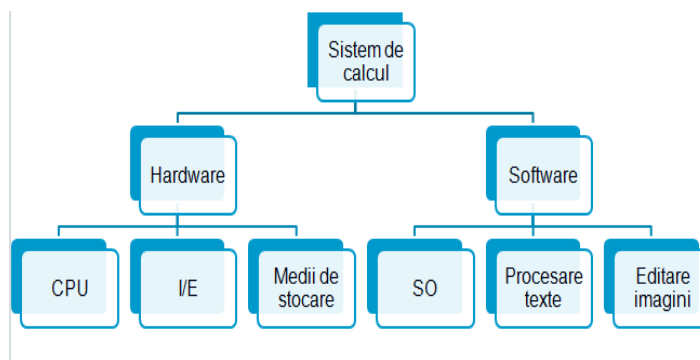 Sistem de
calcul
Hardware
Software
CPU
I/E
Medii de
stocare
SO
Procesare
texte
Editare
imagini